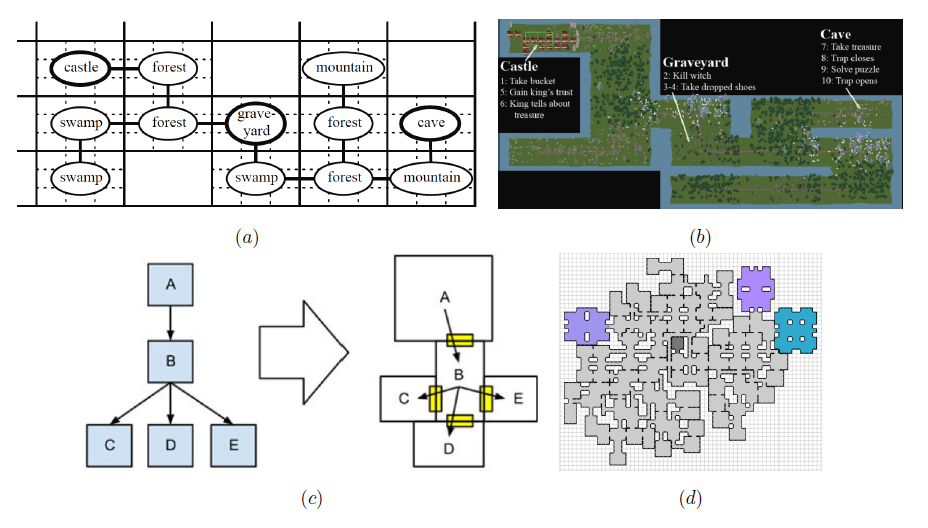 castle forest mountain
swamp forest grave-
yard forest cave
swamp swamp forest mountain
(a)
Castle
1: Take bucket
5: Gain king's trust
6: King tells about
treasure
Graveyard
2: Kill witch
3-4: Take dropped shoes
Cave
7: Take treasure
8: Trap closes
9: Solve puzzle
10: Trap opens
(b)
A
B
C D E
A
B
C E
D
(c)
(d)